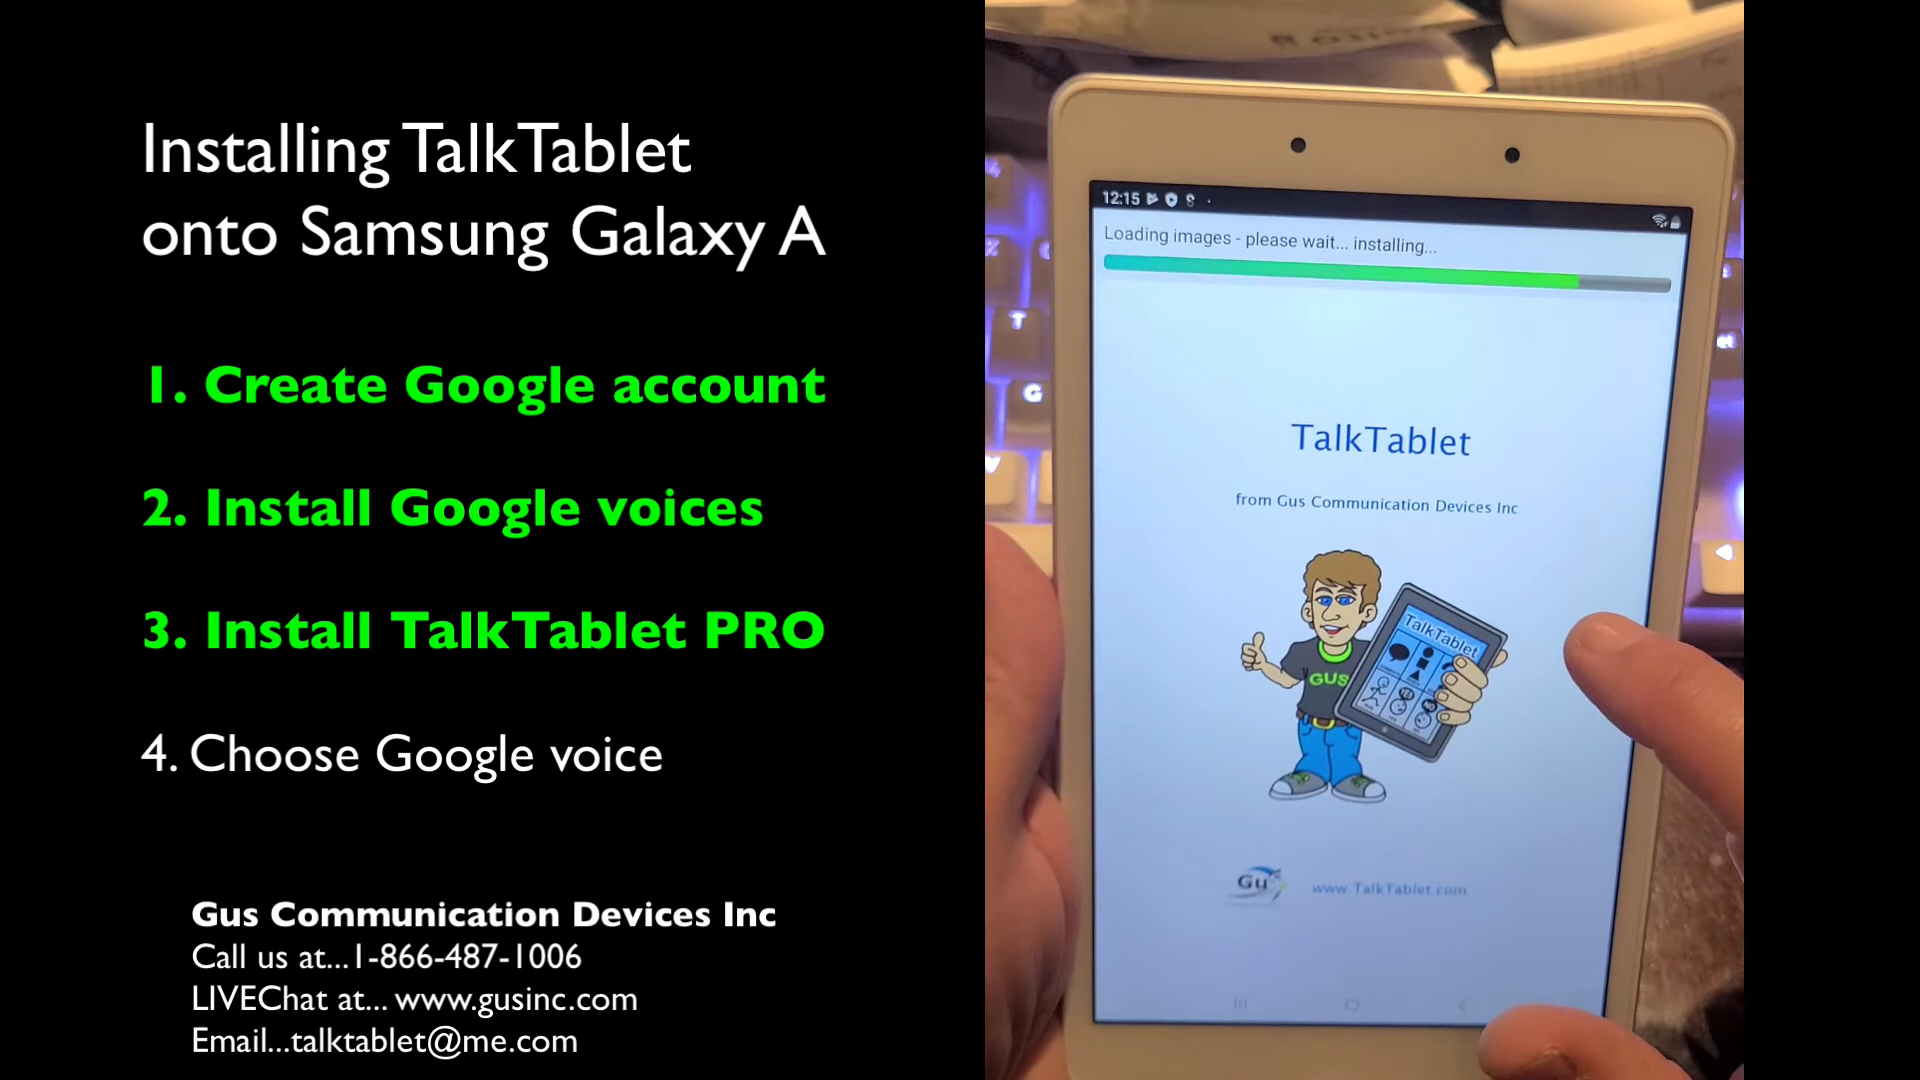 Installing TalkTablet
onto Samsung Galaxy A
1. Create Google account
2. Install Google voices
3. Install TalkTablet PRO
4. Choose Google voice
Gus Communication Devices Inc
Call us at...1-866-487-1006
LIVEChat at... www.gusinc.com
Email...talktablet@me.com
12:15
Loading images - please wait... installing...
TalkTablet
from Gus Communication Devices Inc
TalkTablet
GUS
Gus
www.TalkTablet.com
T
G